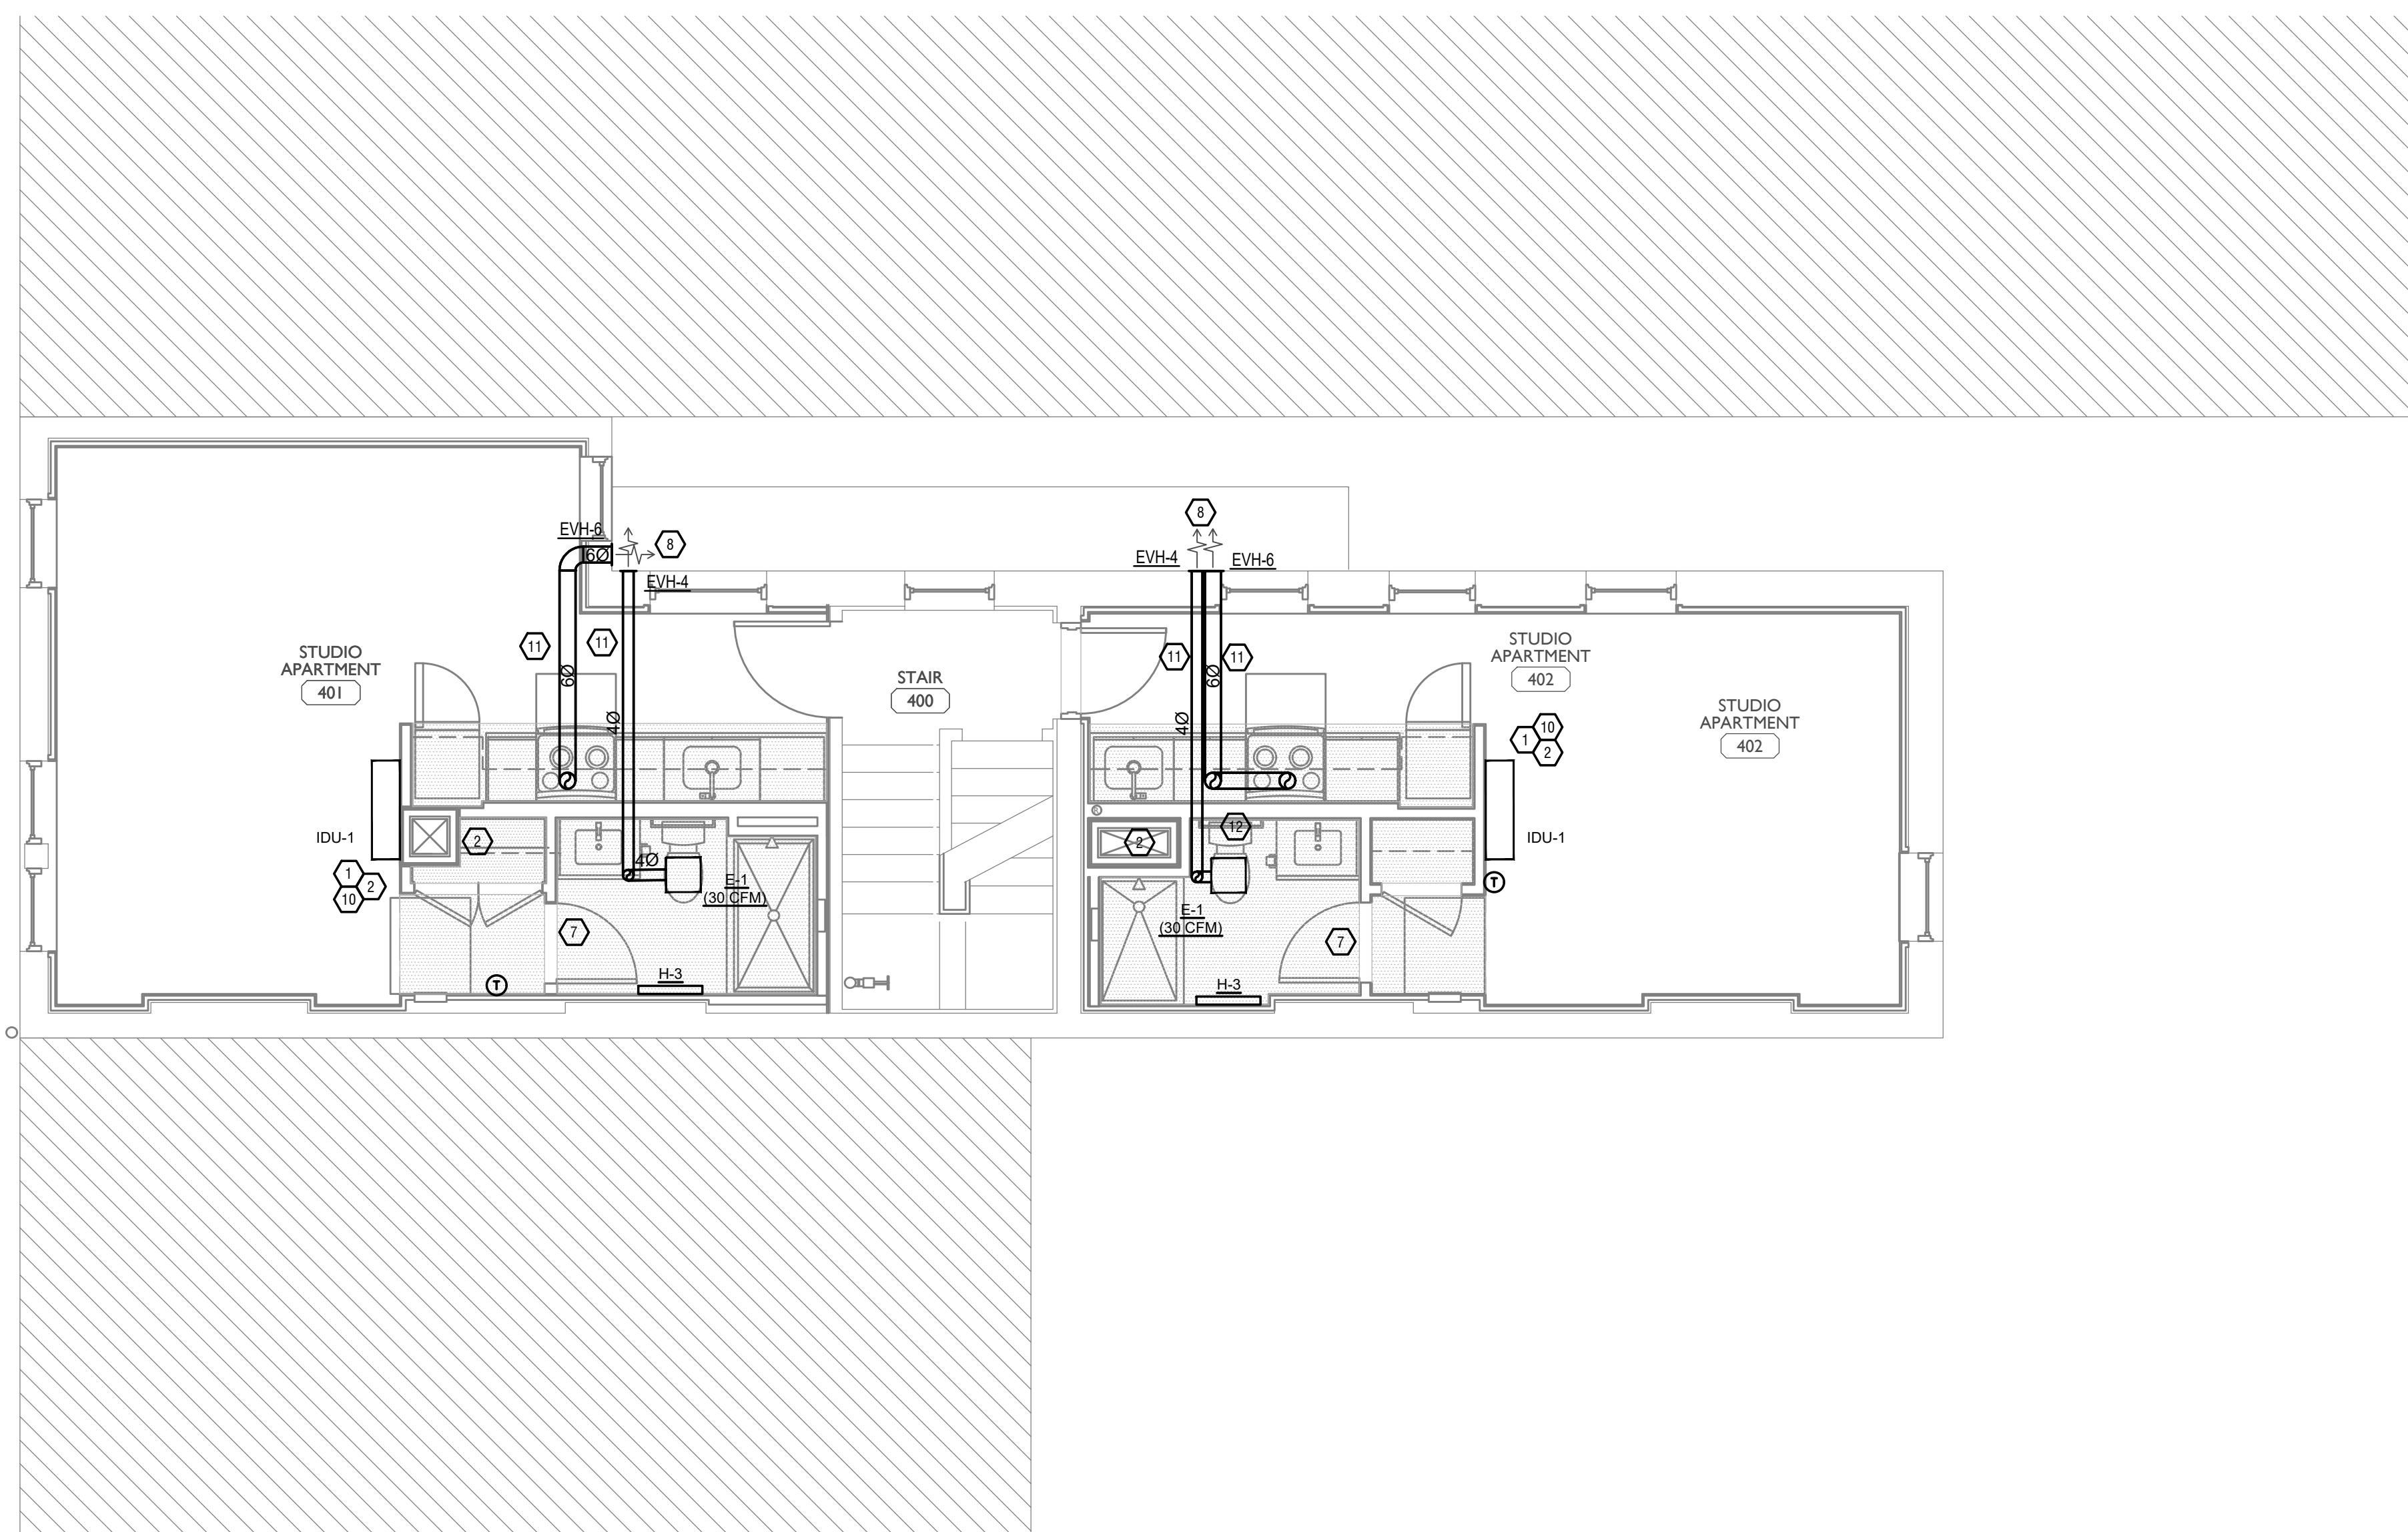 8
EVH-6
6Ø
8
EVH-4
EVH-4
EVH-6
11
11
6Ø
4Ø
STUDIO
APARTMENT
401
STAIR
400
11
11
6Ø
4Ø
STUDIO
APARTMENT
402
STUDIO
APARTMENT
402
10
1
2
IDU-1
2
1
2
10
4Ø
E-1
(30 CFM)
2
12
IDU-1
T
E-1
(30 CFM)
7
7
T
H-3
H-3